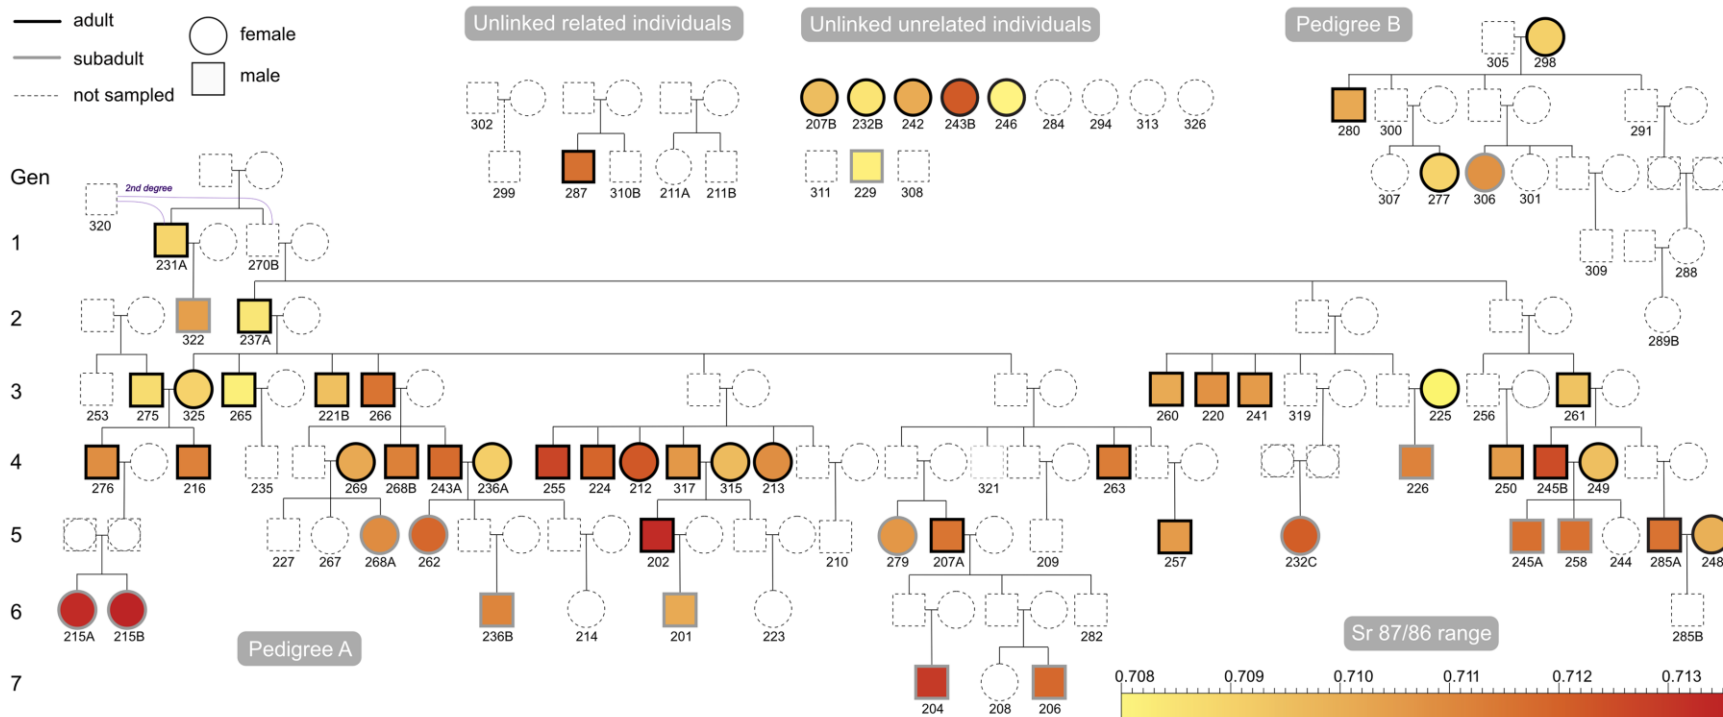 adult
female
subadult
male
not sampled
Unlinked related individuals
Unlinked unrelated individuals
Pedigree B
305 298
302
207B 232B 242 243B 246 284 294 313 326
280 300 291
Gen
299 287 310B 211A 211B
311 229 308
307 277 306 301
2nd degree
320
1
231A 270B
309 288
2
322 237A
289B
3
253 275 325 265 221B 266 260 220 241 319 225 256 261
4
276 216 235 269 268B 243A 236A 255 224 212 317 315 213 321 263 226 250 245B 249
5
227 267 268A 262 202 210 279 207A 209 257 232C 245A 258 244 285A 248
6
215A 215B 236B 214 201 223 282 285B
Pedigree A
Sr 87/86 range
7
204 208 206
0.708 0.709 0.710 0.711 0.712 0.713